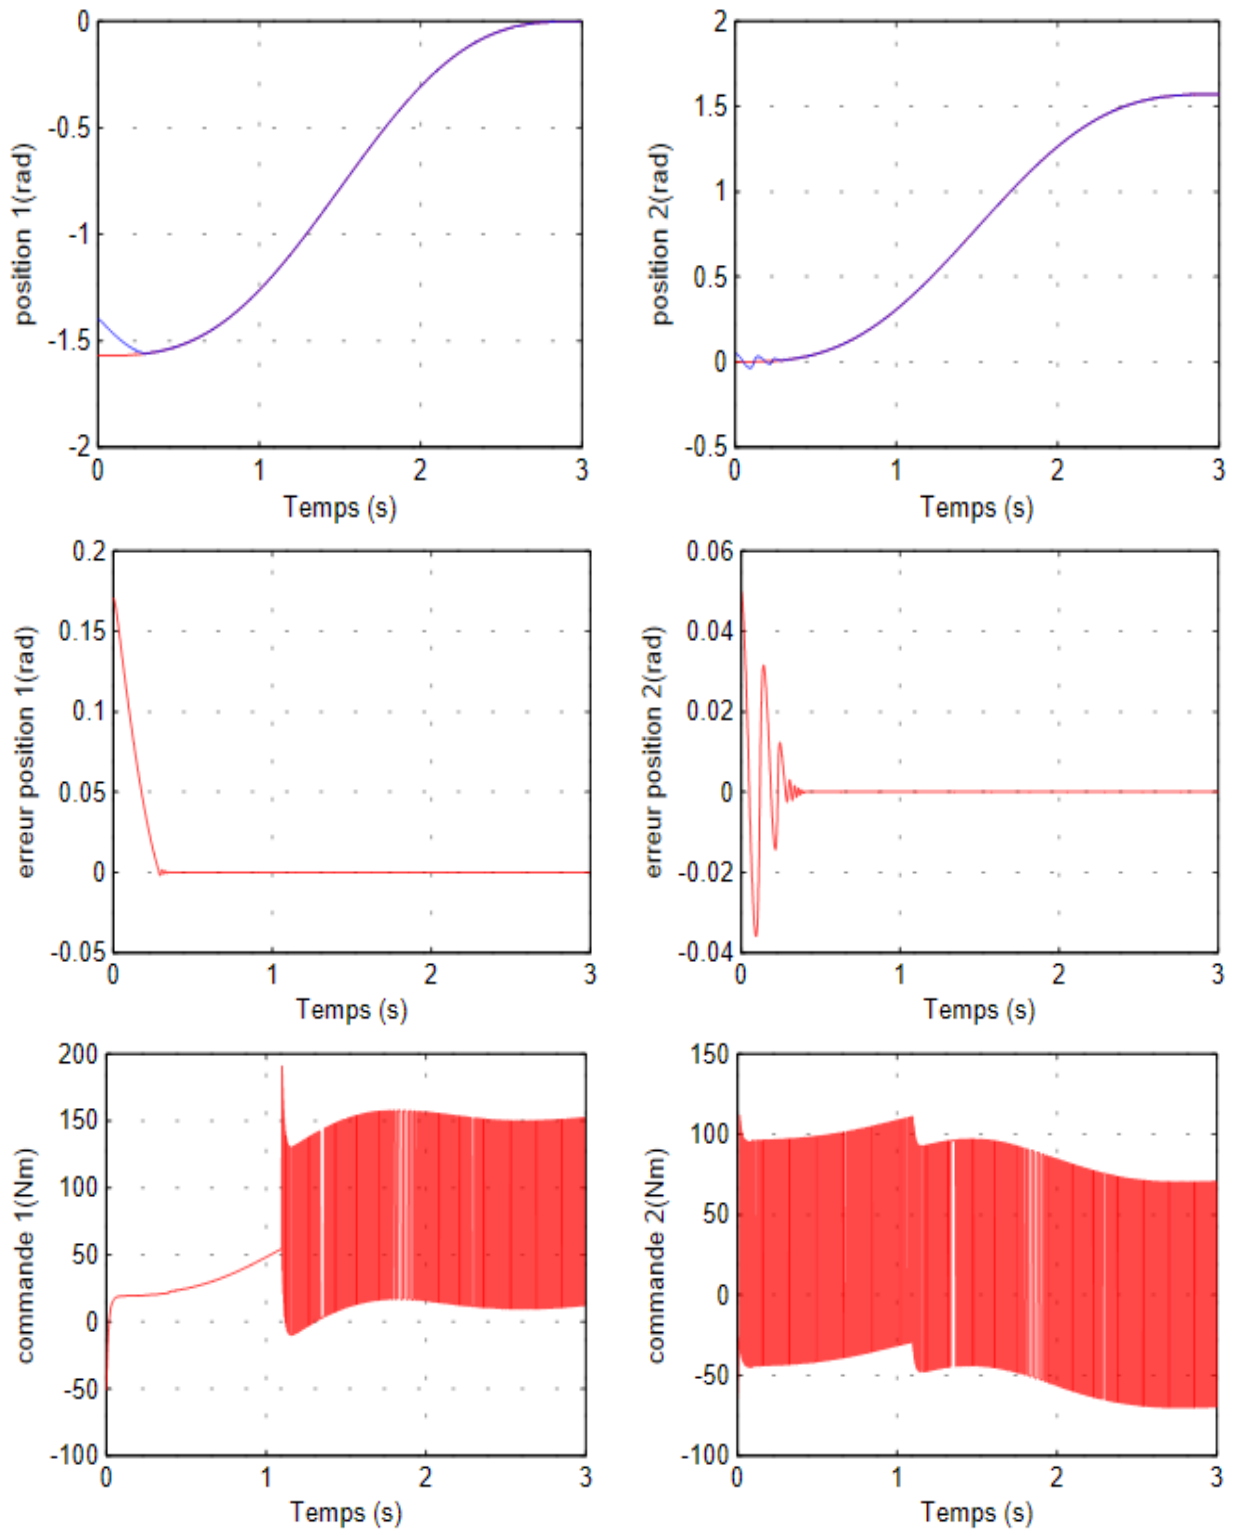 0
-0.5
-1
-1.5
-2
position 1(rad)
0 1 2 3
Temps (s)
2
1.5
1
0.5
0
-0.5
position 2(rad)
0 1 2 3
Temps (s)
0.2
0.15
0.1
0.05
0
-0.05
erreur position 1(rad)
0 1 2 3
Temps (s)
0.06
0.04
0.02
0
-0.02
-0.04
erreur position 2(rad)
0 1 2 3
Temps (s)
200
150
100
50
0
-50
-100
commande 1(Nm)
0 1 2 3
Temps (s)
150
100
50
0
-50
-100
commande 2(Nm)
0 1 2 3
Temps (s)